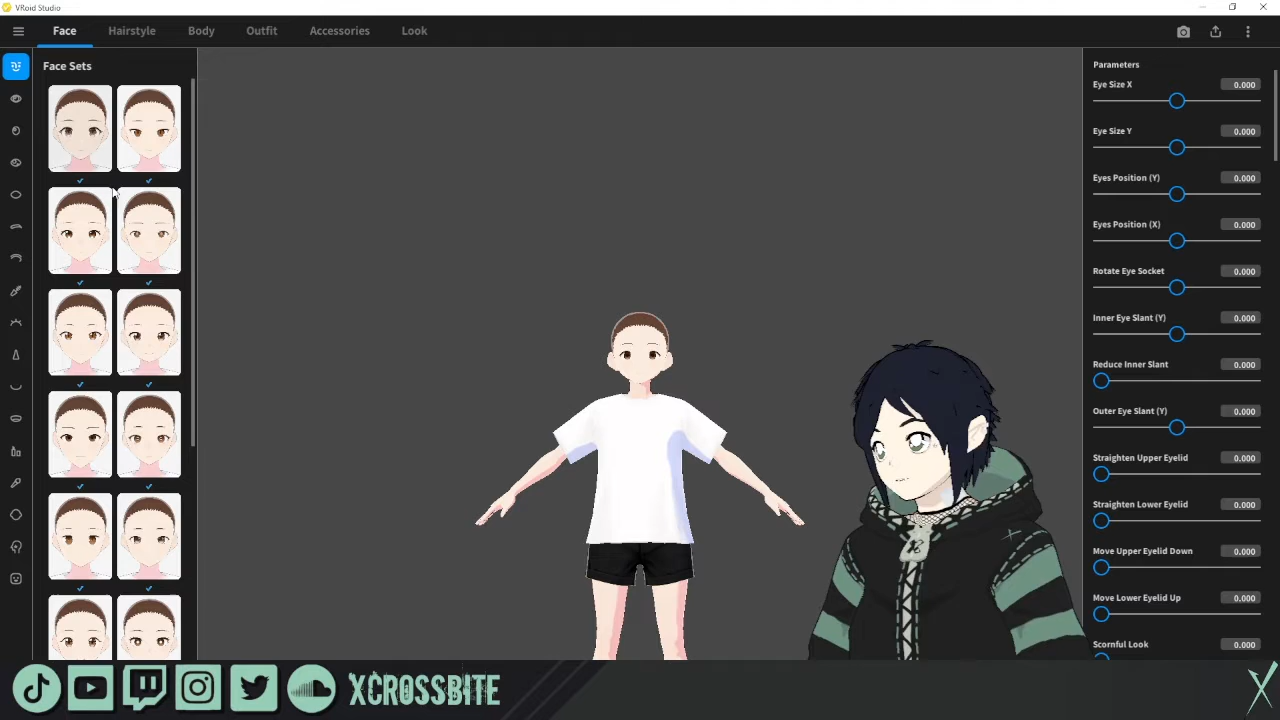 VRoid Studio
Face Hairstyle Body Outfit Accessories Look
Face Sets
Parameters
Eye Size X 0.000
Eye Size Y 0.000
Eyes Position (Y) 0.000
Eyes Position (X) 0.000
Rotate Eye Socket 0.000
Inner Eye Slant (Y) 0.000
Reduce Inner Slant 0.000
Outer Eye Slant (Y) 0.000
Straighten Upper Eyelid 0.000
Straighten Lower Eyelid 0.000
Move Upper Eyelid Down 0.000
Move Lower Eyelid Up 0.000
Scornful Look 0.000
XCROSSBITE
X